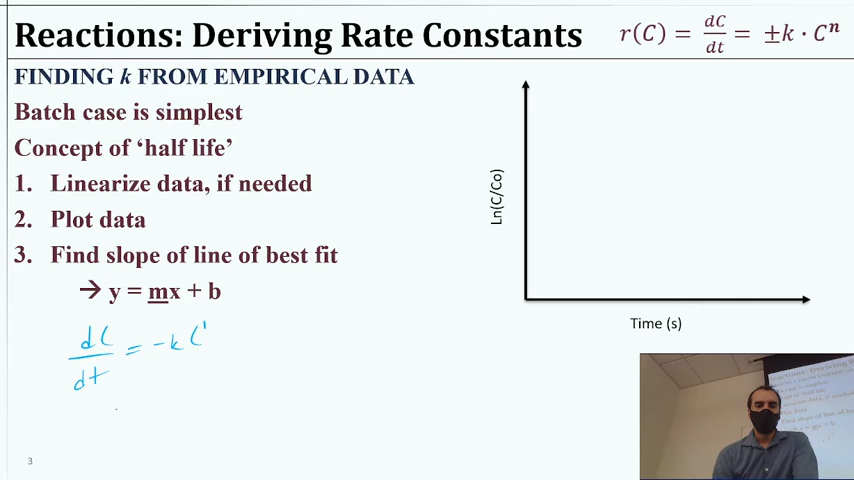 Reactions: Deriving Rate Constants
r(C) = dC/dt = ±k · Cⁿ
FINDING k FROM EMPIRICAL DATA
Batch case is simplest
Concept of ‘half life’
1. Linearize data, if needed
2. Plot data
3. Find slope of line of best fit
→ y = mx + b
dC/dt = -k C¹
Ln(C/Co)
Time (s)
3